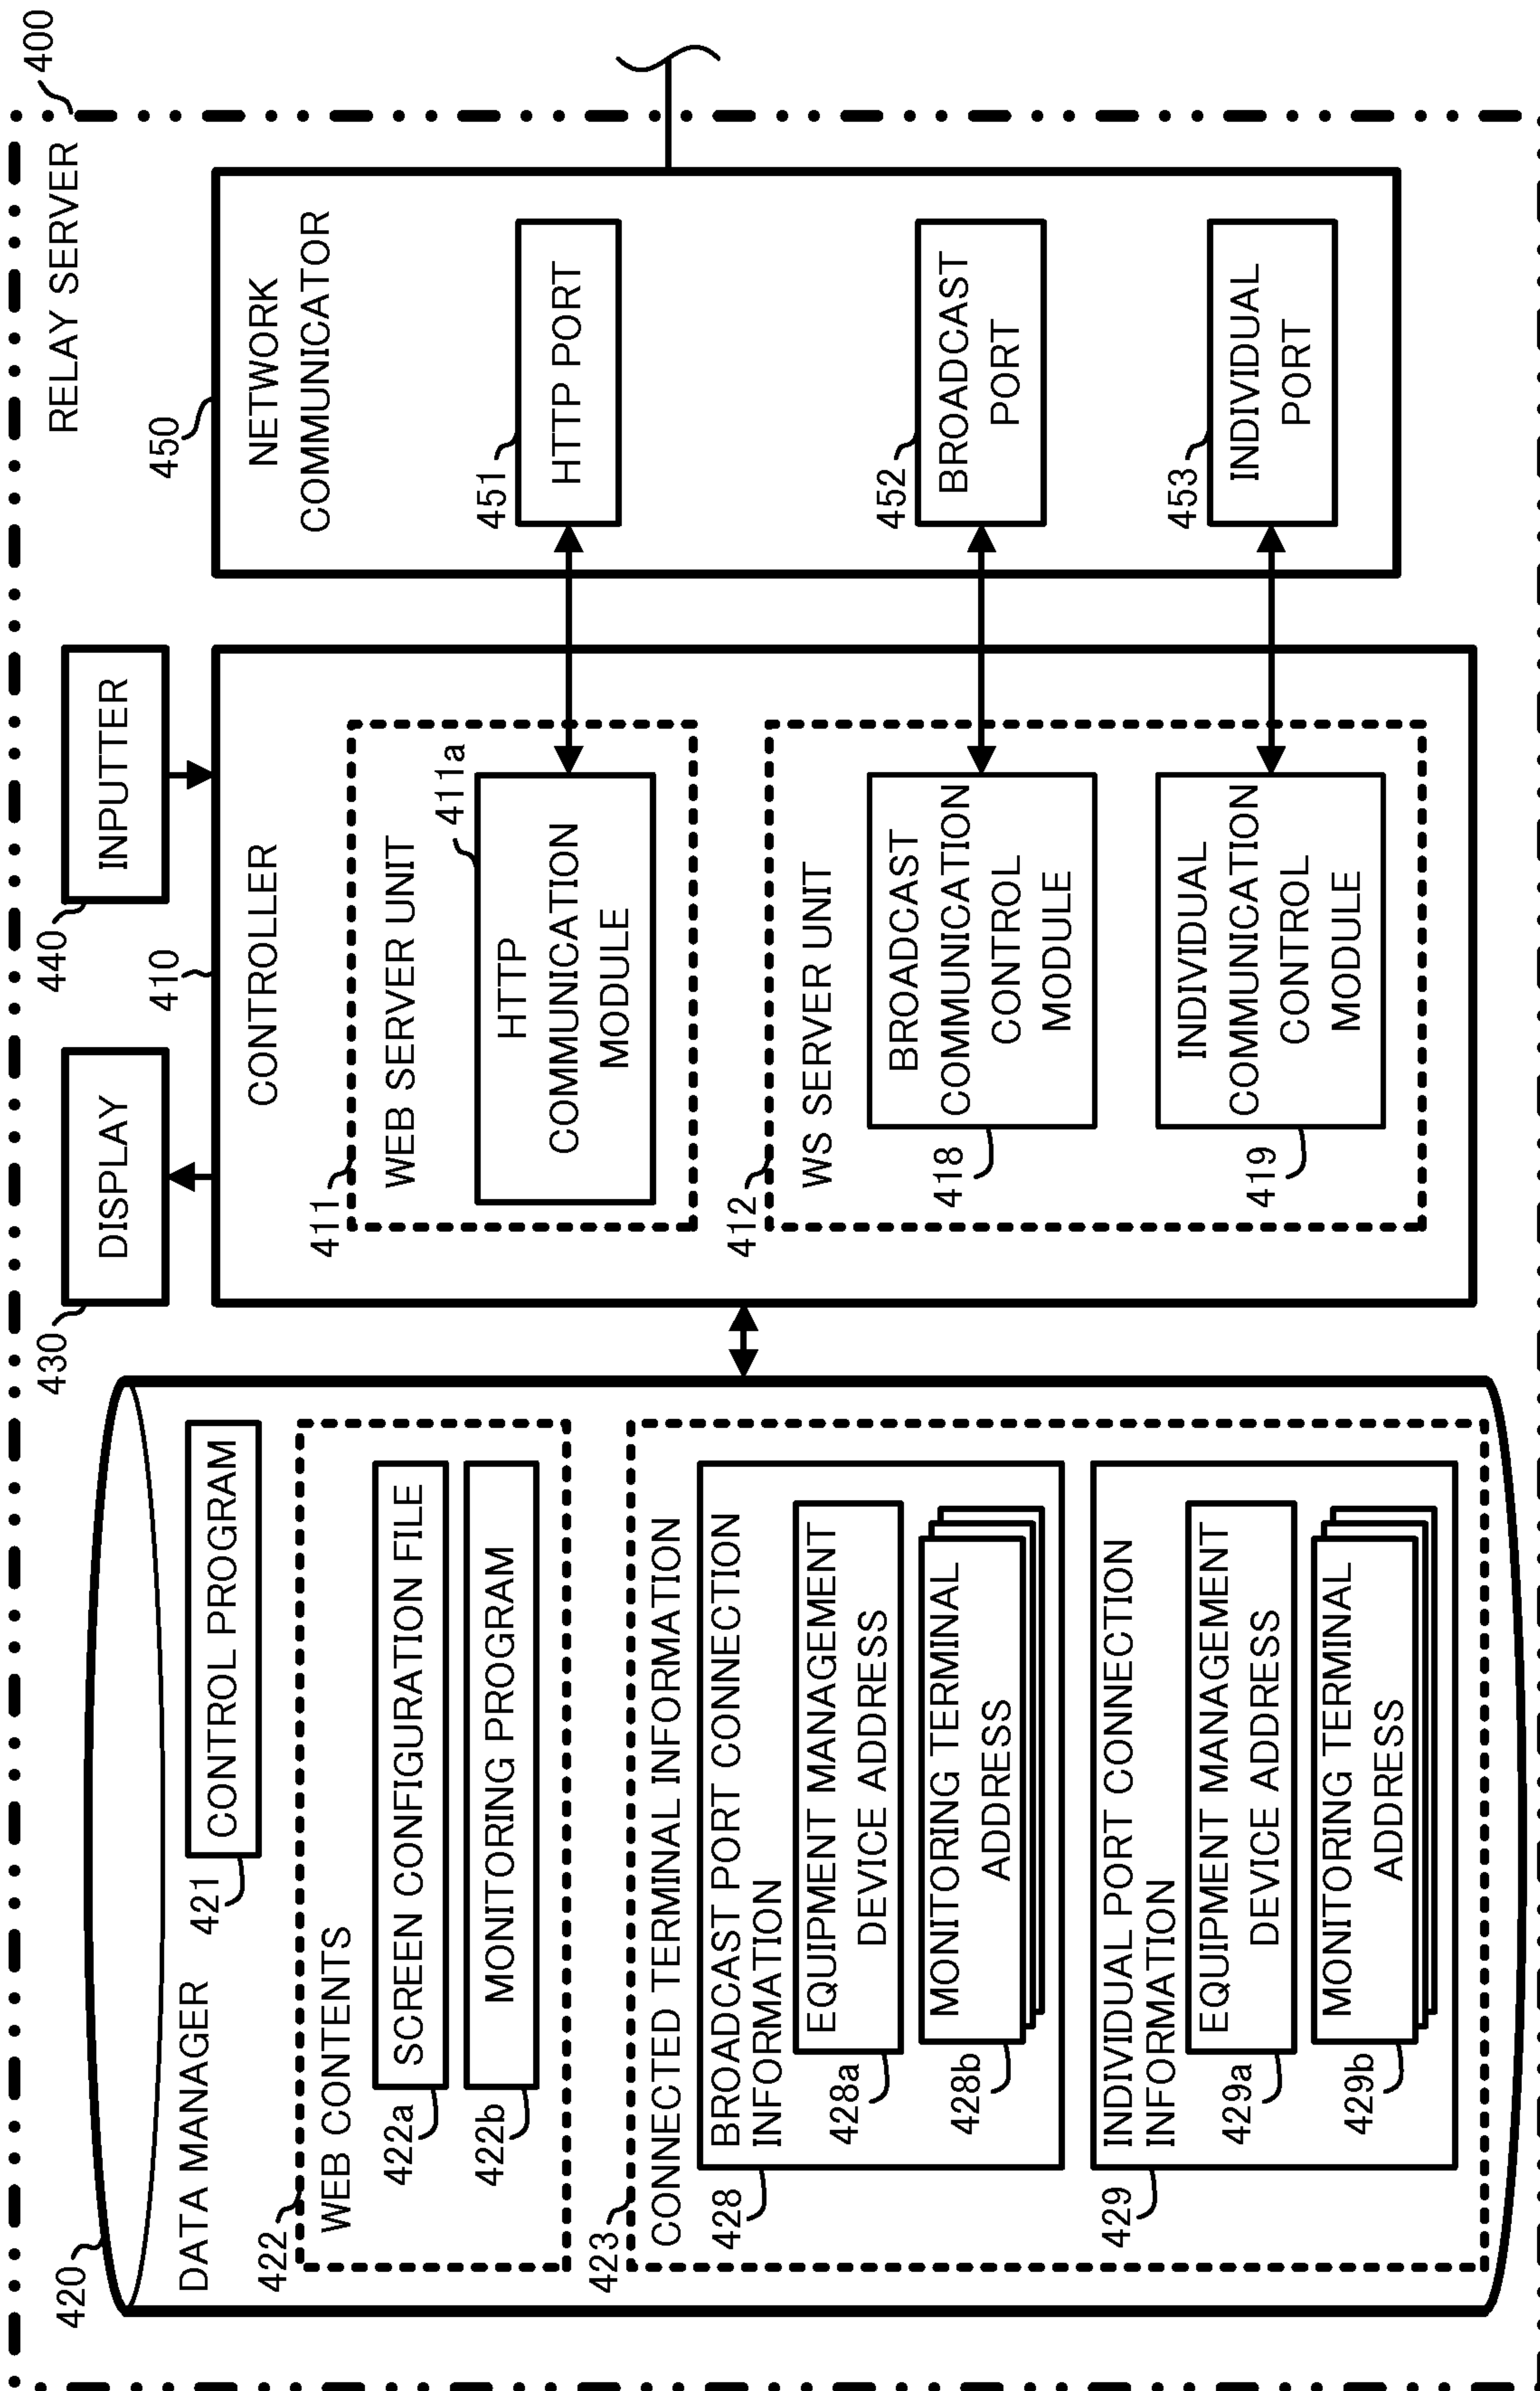 400
RELAY SERVER
420
DATA MANAGER
421
CONTROL PROGRAM
422
WEB CONTENTS
422a
SCREEN CONFIGURATION FILE
422b
MONITORING PROGRAM
423
CONNECTED TERMINAL INFORMATION
428
BROADCAST PORT CONNECTION
INFORMATION
428a
EQUIPMENT MANAGEMENT
DEVICE ADDRESS
428b
MONITORING TERMINAL
ADDRESS
429
INDIVIDUAL PORT CONNECTION
INFORMATION
429a
EQUIPMENT MANAGEMENT
DEVICE ADDRESS
429b
MONITORING TERMINAL
ADDRESS
430
DISPLAY
440
INPUTTER
410
CONTROLLER
411
WEB SERVER UNIT
411a
HTTP
COMMUNICATION
MODULE
412
WS SERVER UNIT
418
BROADCAST
COMMUNICATION
CONTROL
MODULE
419
INDIVIDUAL
COMMUNICATION
CONTROL
MODULE
450
NETWORK
COMMUNICATOR
451
HTTP PORT
452
BROADCAST
PORT
453
INDIVIDUAL
PORT